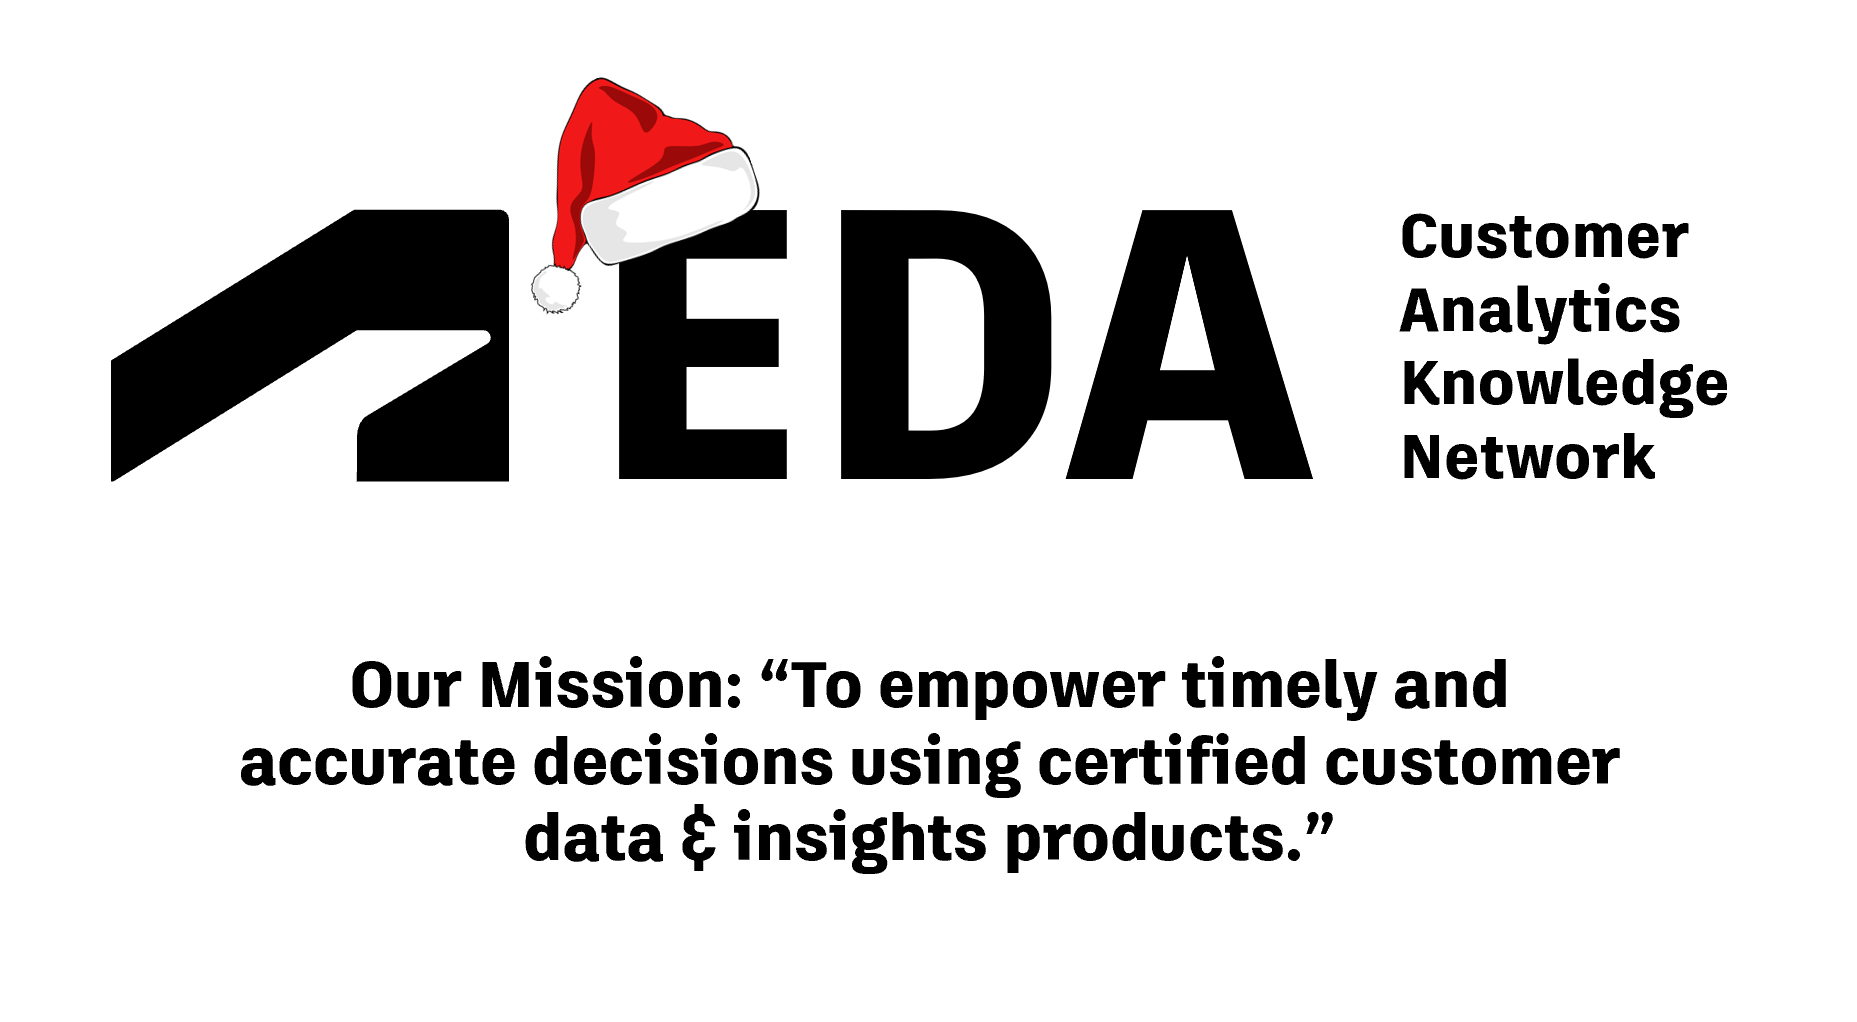 EDA
Customer
Analytics
Knowledge
Network
Our Mission: “To empower timely and
accurate decisions using certified customer
data & insights products.”